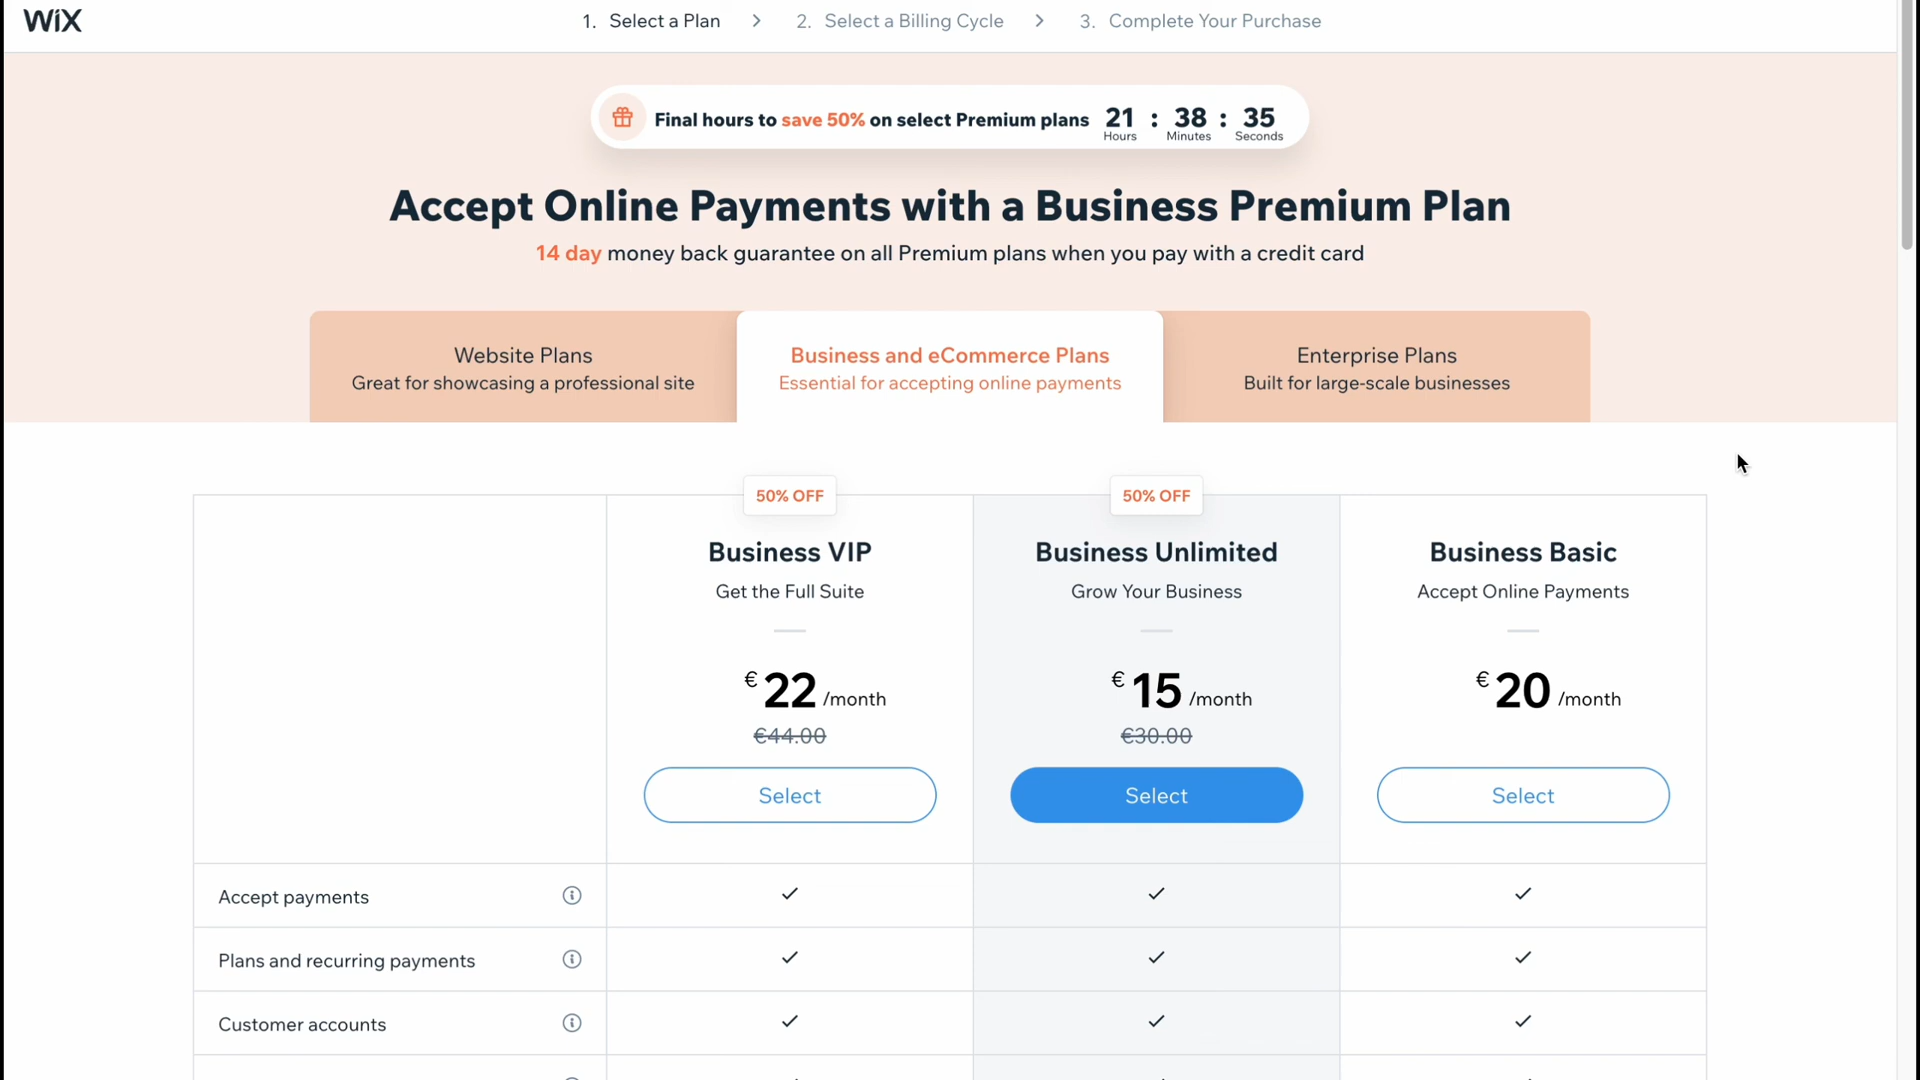 WiX
1. Select a Plan > 2. Select a Billing Cycle > 3. Complete Your Purchase
Final hours to save 50% on select Premium plans 21 : 38 : 35
Hours Minutes Seconds
Accept Online Payments with a Business Premium Plan
14 day money back guarantee on all Premium plans when you pay with a credit card
Website Plans
Great for showcasing a professional site
Business and eCommerce Plans
Essential for accepting online payments
Enterprise Plans
Built for large-scale businesses
50% OFF
Business VIP
Get the Full Suite
€ 22 /month
€44.00
Select
50% OFF
Business Unlimited
Grow Your Business
€ 15 /month
€30.00
Select
Business Basic
Accept Online Payments
€ 20 /month
Select
Accept payments
Plans and recurring payments
Customer accounts